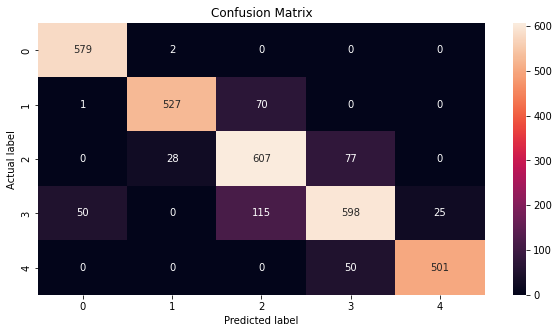 Confusion Matrix
Actual label
0 579 2 0 0 0
1 1 527 70 0 0
2 0 28 607 77 0
3 50 0 115 598 25
4 0 0 0 50 501
0 1 2 3 4
Predicted label
600
500
400
300
200
100
0